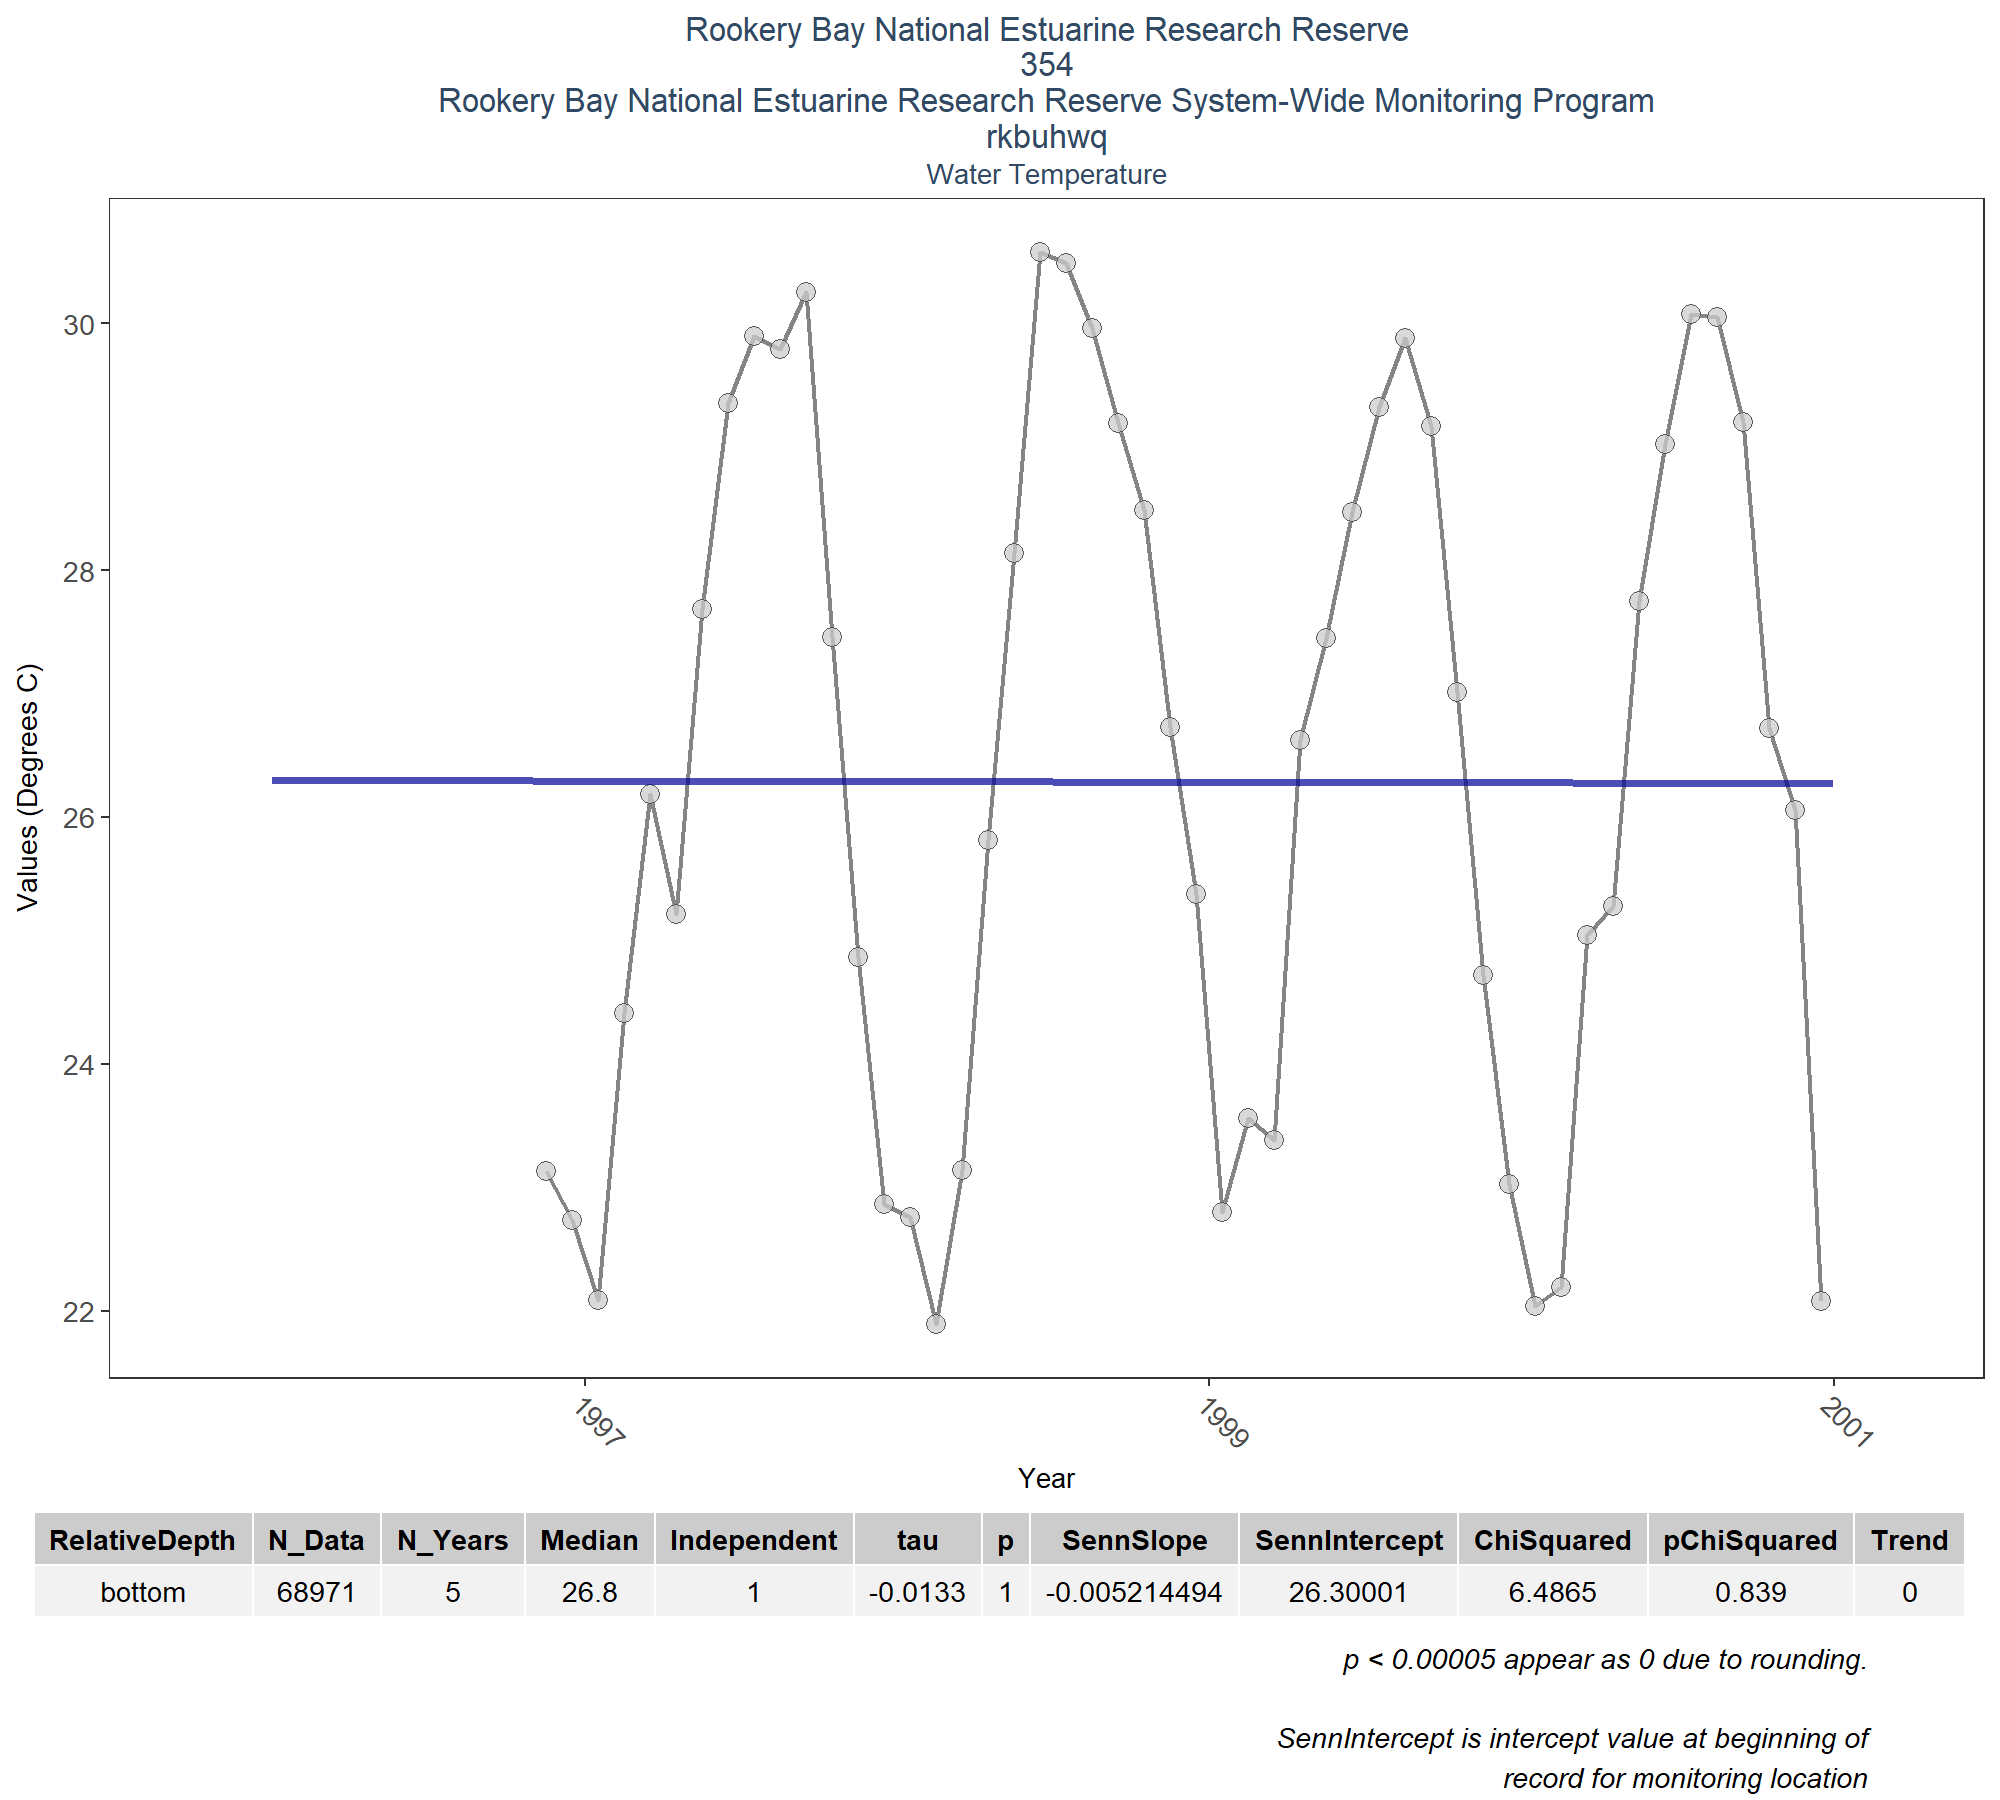 Rookery Bay National Estuarine Research Reserve
354
Rookery Bay National Estuarine Research Reserve System-Wide Monitoring Program
rkbuhwq
Water Temperature
Values (Degrees C)
30
28
26
24
22
1997
1999
2001
Year
RelativeDepth N_Data N_Years Median Independent tau p SennSlope SennIntercept ChiSquared pChiSquared Trend
bottom 68971 5 26.8 1 -0.0133 1 -0.005214494 26.30001 6.4865 0.839 0
p < 0.00005 appear as 0 due to rounding.
SennIntercept is intercept value at beginning of
record for monitoring location